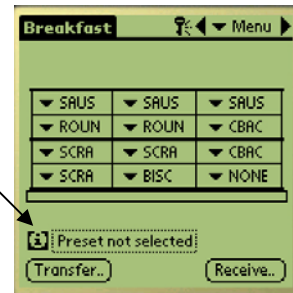 Breakfast Menu
SAUS SAUS SAUS
ROUN ROUN CBAC
SCRA SCRA CBAC
SCRA BISC NONE
i Preset not selected
Transfer.. Receive..